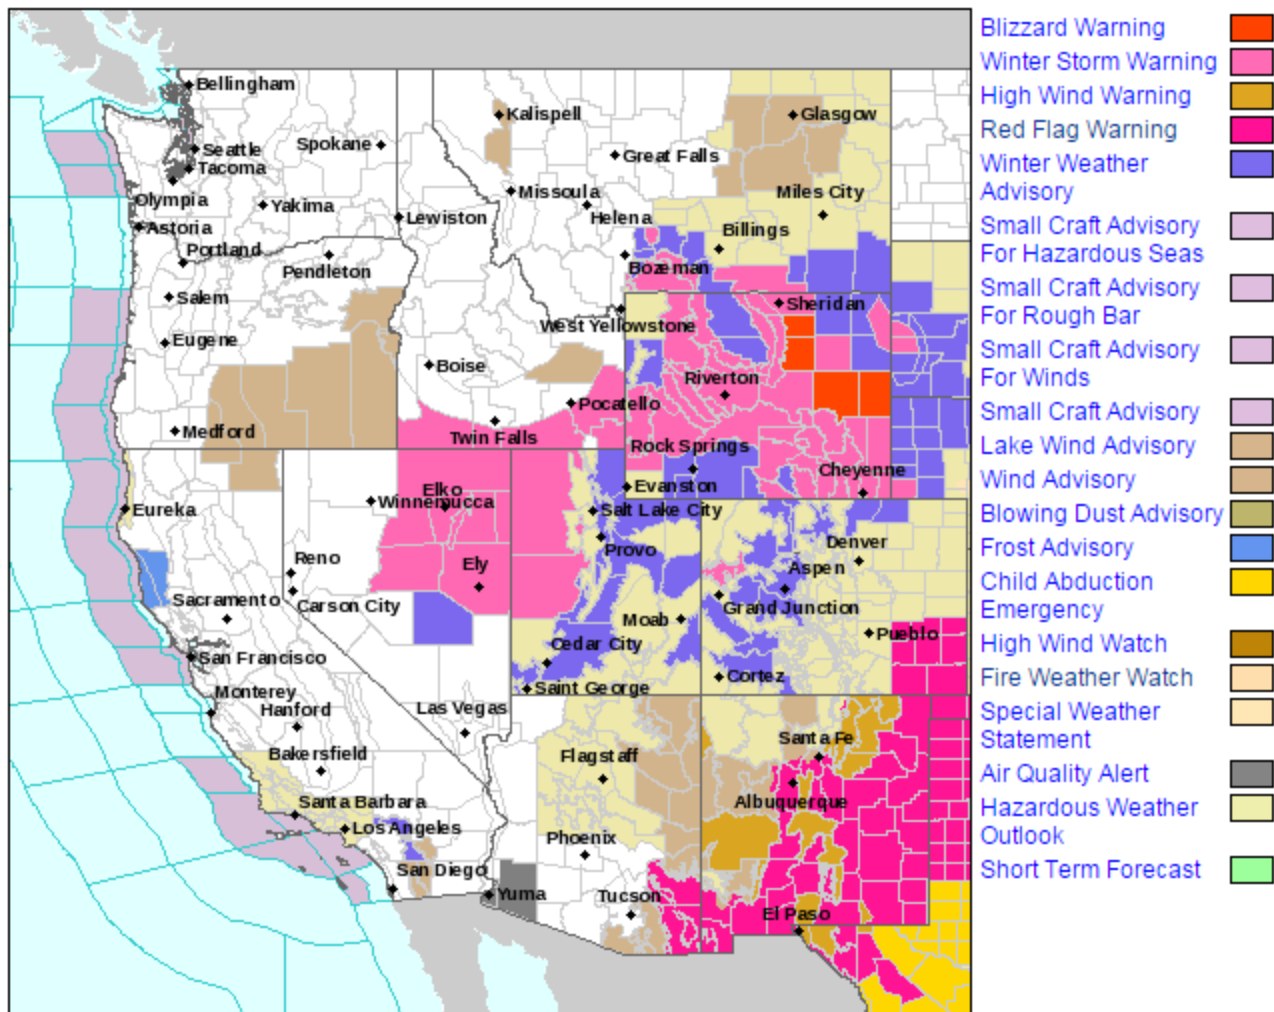 Bellingham
Seattle
Tacoma
Spokane
Olympia
Yakima
Astoria
Portland
Pendleton
Salem
Eugene
Medford
Lewiston
Kalispell
Great Falls
Missoula
Helena
Glasgow
Miles City
Billings
Bozeman
West Yellowstone
Boise
Pocatello
Twin Falls
Sheridan
Riverton
Rock Springs
Cheyenne
Evanston
Eureka
Winnemucca
Elko
Ely
Reno
Carson City
Sacramento
San Francisco
Monterey
Hanford
Bakersfield
Las Vegas
Santa Barbara
Los Angeles
San Diego
Salt Lake City
Provo
Moab
Cedar City
Saint George
Denver
Aspen
Grand Junction
Pueblo
Cortez
Flagstaff
Phoenix
Yuma
Tucson
Santa Fe
Albuquerque
El Paso
Blizzard Warning
Winter Storm Warning
High Wind Warning
Red Flag Warning
Winter Weather
Advisory
Small Craft Advisory
For Hazardous Seas
Small Craft Advisory
For Rough Bar
Small Craft Advisory
For Winds
Small Craft Advisory
Lake Wind Advisory
Wind Advisory
Blowing Dust Advisory
Frost Advisory
Child Abduction
Emergency
High Wind Watch
Fire Weather Watch
Special Weather
Statement
Air Quality Alert
Hazardous Weather
Outlook
Short Term Forecast